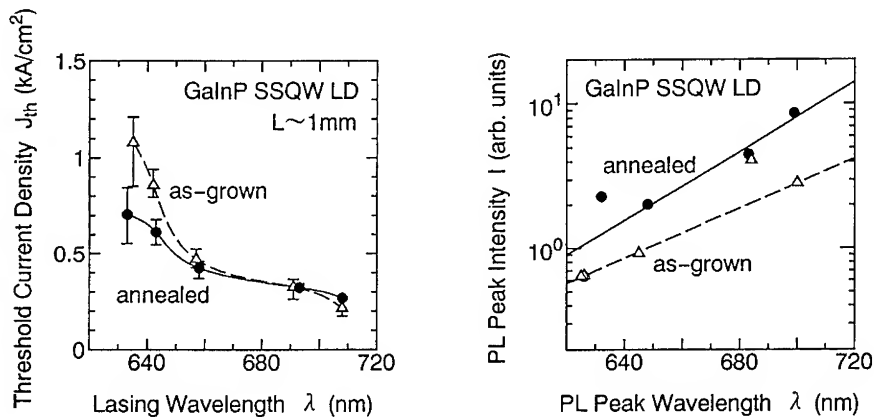 Threshold Current Density J_th (kA/cm²)
1.5
1
0.5
0
GaInP SSQW LD
L~1mm
as-grown
annealed
640
680
720
Lasing Wavelength λ (nm)
PL Peak Intensity I (arb. units)
10¹
10⁰
GaInP SSQW LD
annealed
as-grown
640
680
720
PL Peak Wavelength λ (nm)